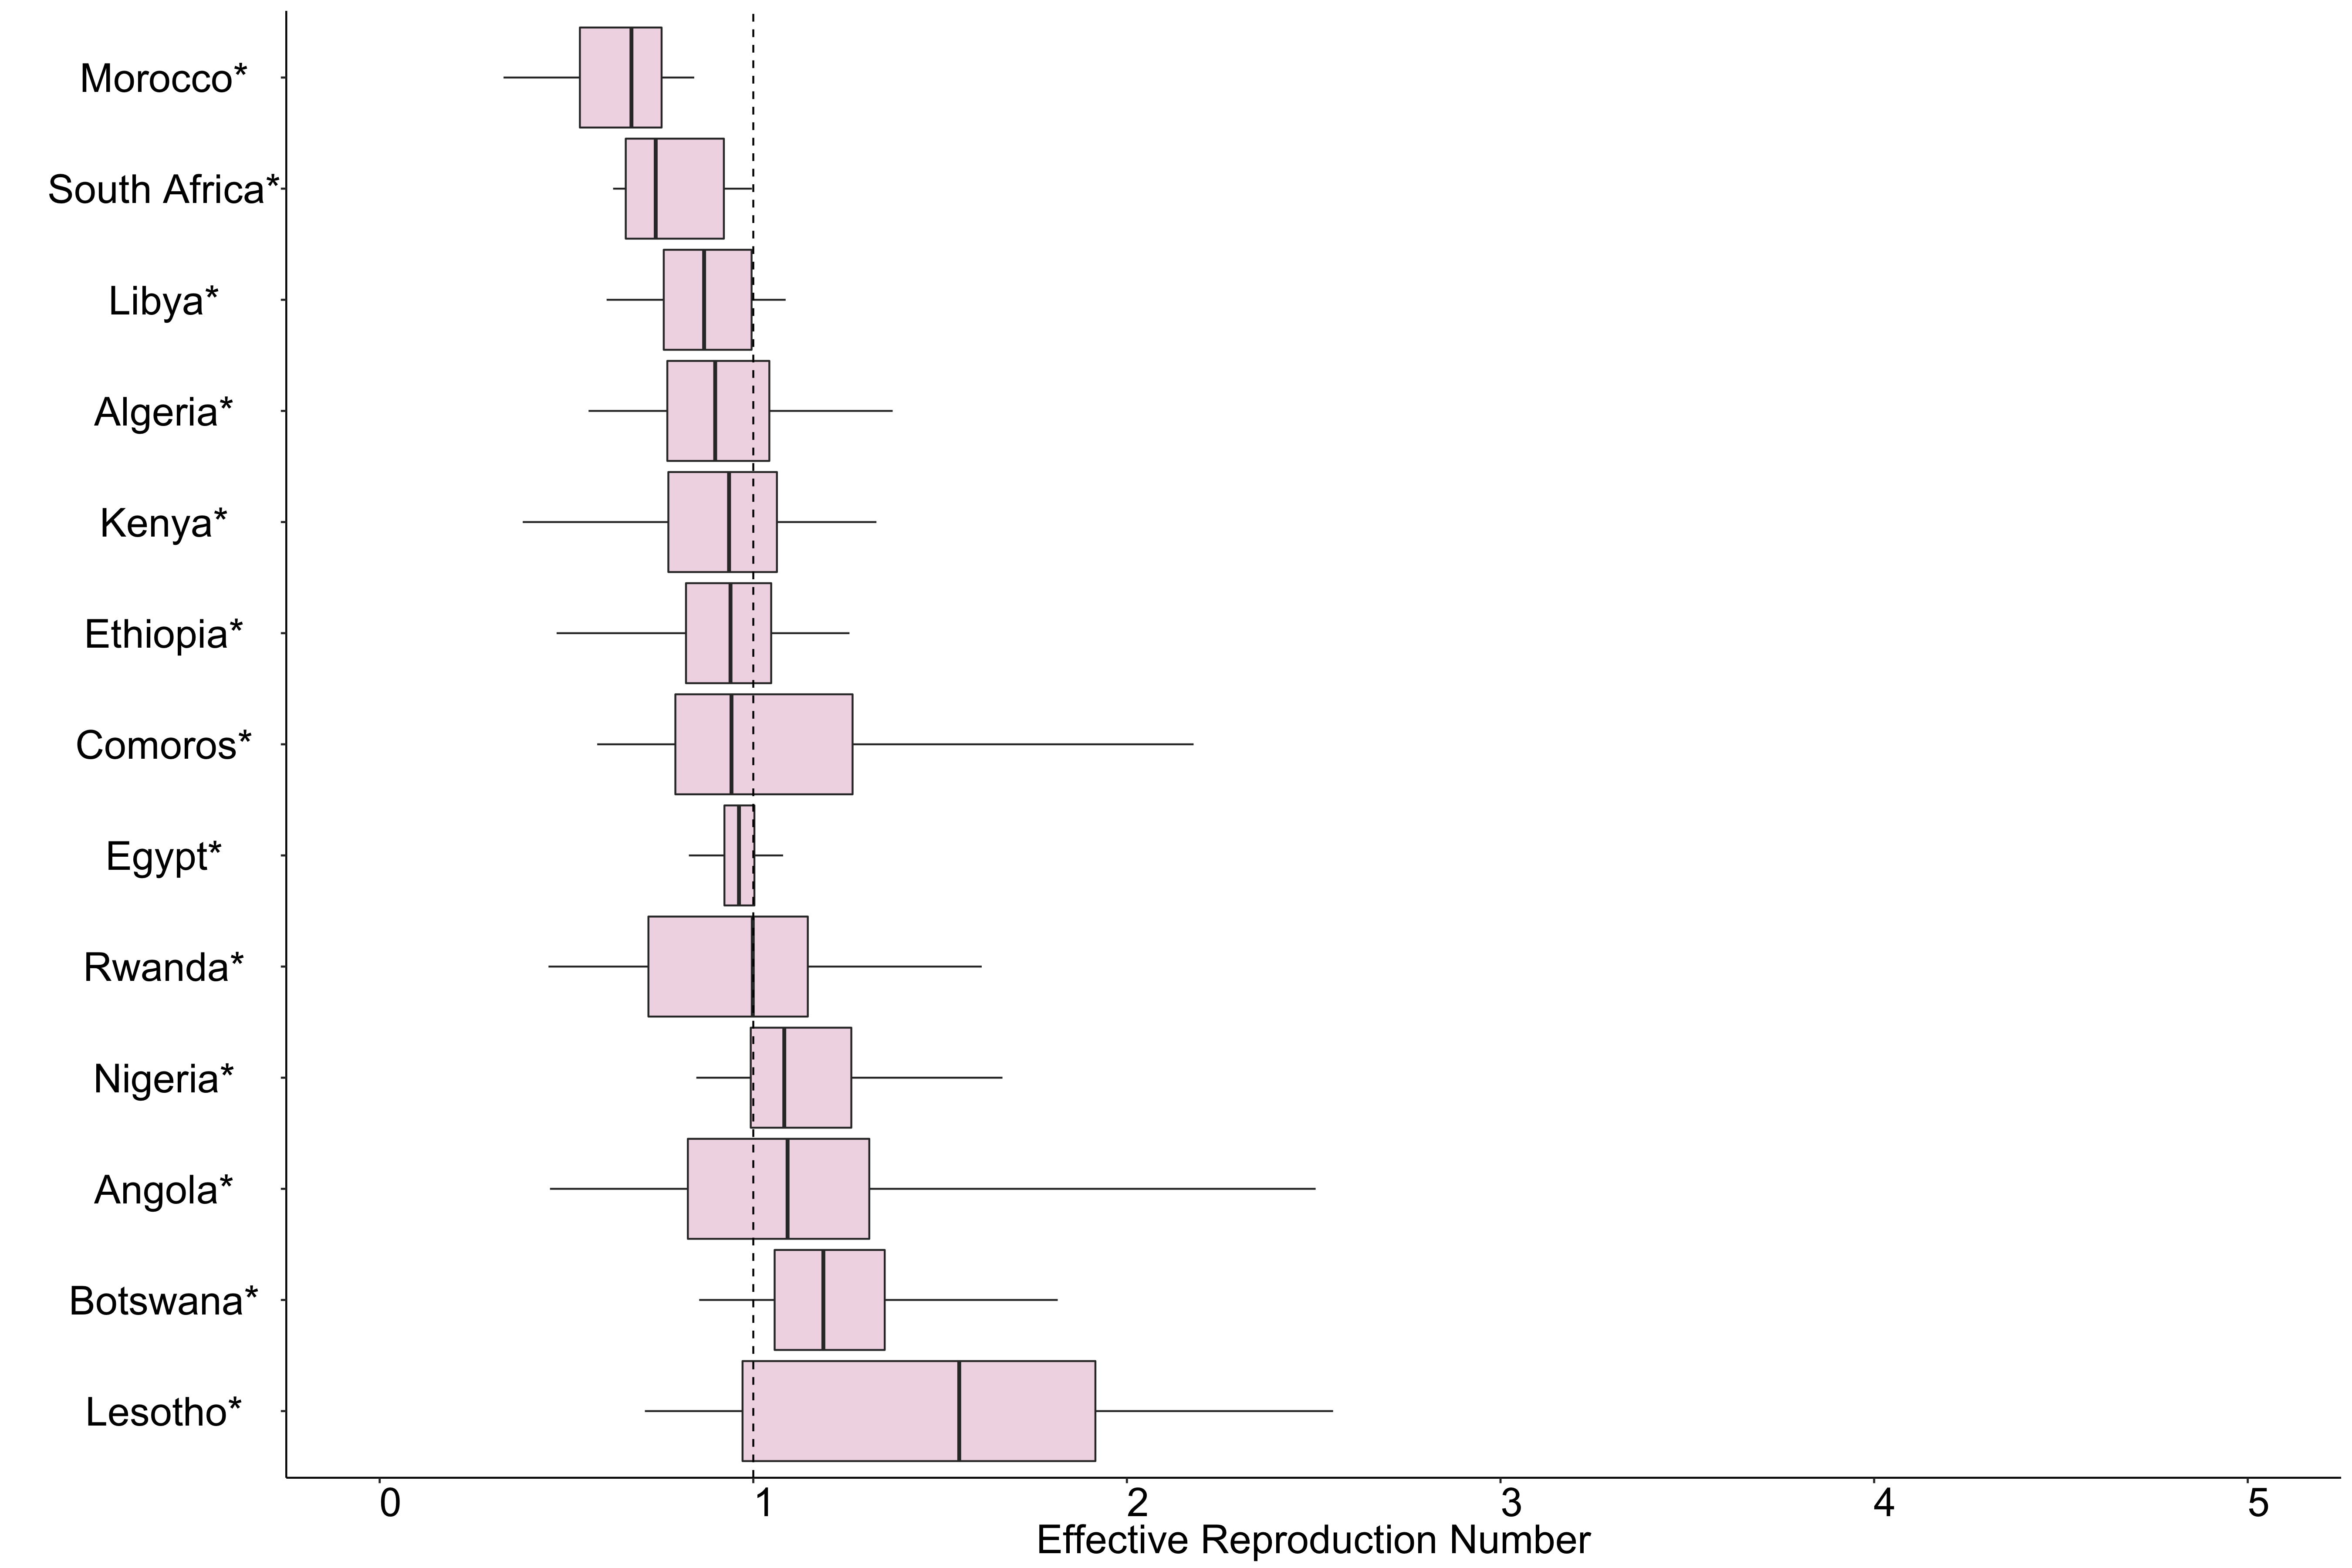 Morocco*
South Africa*
Libya*
Algeria*
Kenya*
Ethiopia*
Comoros*
Egypt*
Rwanda*
Nigeria*
Angola*
Botswana*
Lesotho*
0 1 2 3 4 5
Effective Reproduction Number